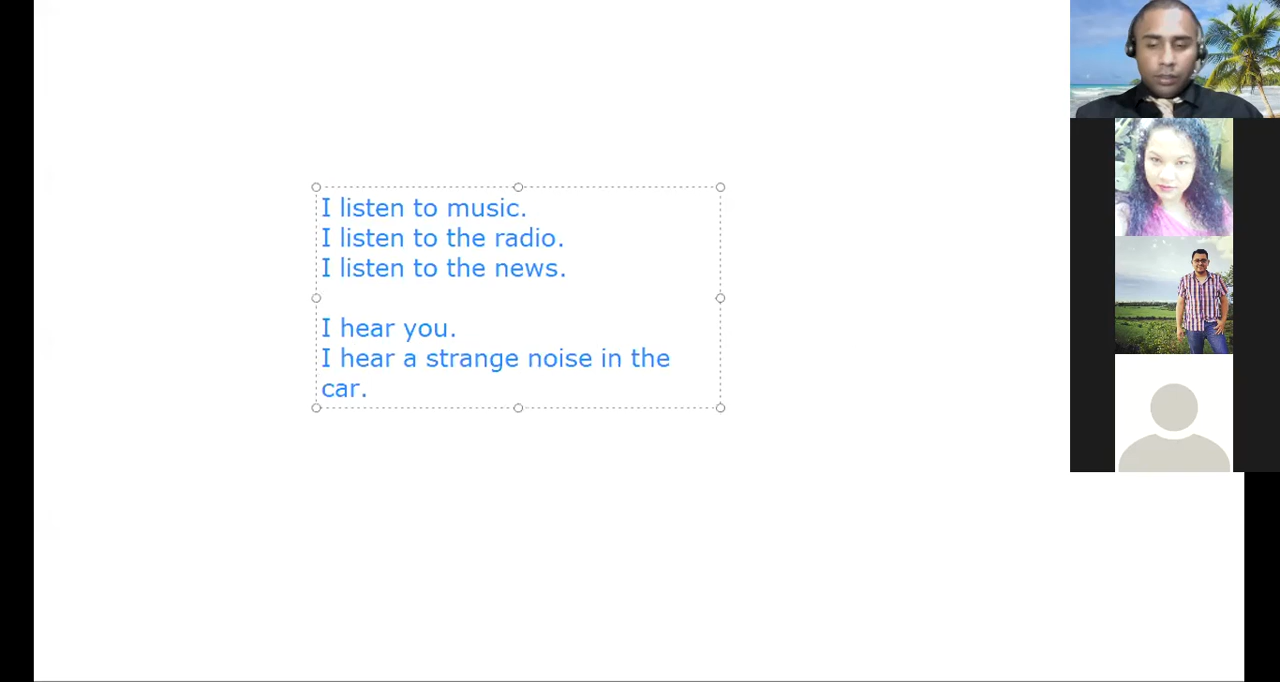 I listen to music.
I listen to the radio.
I listen to the news.
I hear you.
I hear a strange noise in the
car.